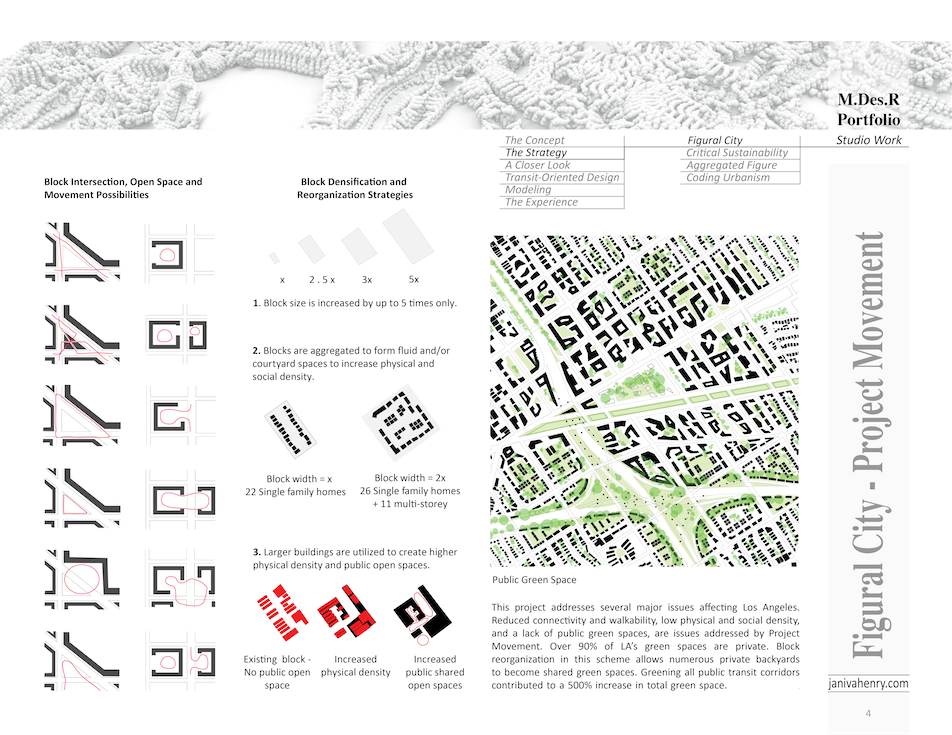 M.Des.R
Portfolio
Studio Work
The Concept
The Strategy
A Closer Look
Transit-Oriented Design
Modeling
The Experience
Figural City
Critical Sustainability
Aggregated Figure
Coding Urbanism
Block Intersection, Open Space and
Movement Possibilities
Block Densification and
Reorganization Strategies
x
2 . 5 x
3x
5x
1. Block size is increased by up to 5 times only.
2. Blocks are aggregated to form fluid and/or
courtyard spaces to increase physical and
social density.
Block width = x
22 Single family homes
Block width = 2x
26 Single family homes
+ 11 multi-storey
3. Larger buildings are utilized to create higher
physical density and public open spaces.
Existing block -
No public open
space
Increased
physical density
Increased
public shared
open spaces
Public Green Space
This project addresses several major issues affecting Los Angeles.
Reduced connectivity and walkability, low physical and social density,
and a lack of public green spaces, are issues addressed by Project
Movement. Over 90% of LA's green spaces are private. Block
reorganization in this scheme allows numerous private backyards
to become shared green spaces. Greening all public transit corridors
contributed to a 500% increase in total green space.
Figural City - Project Movement
janivahenry.com
4